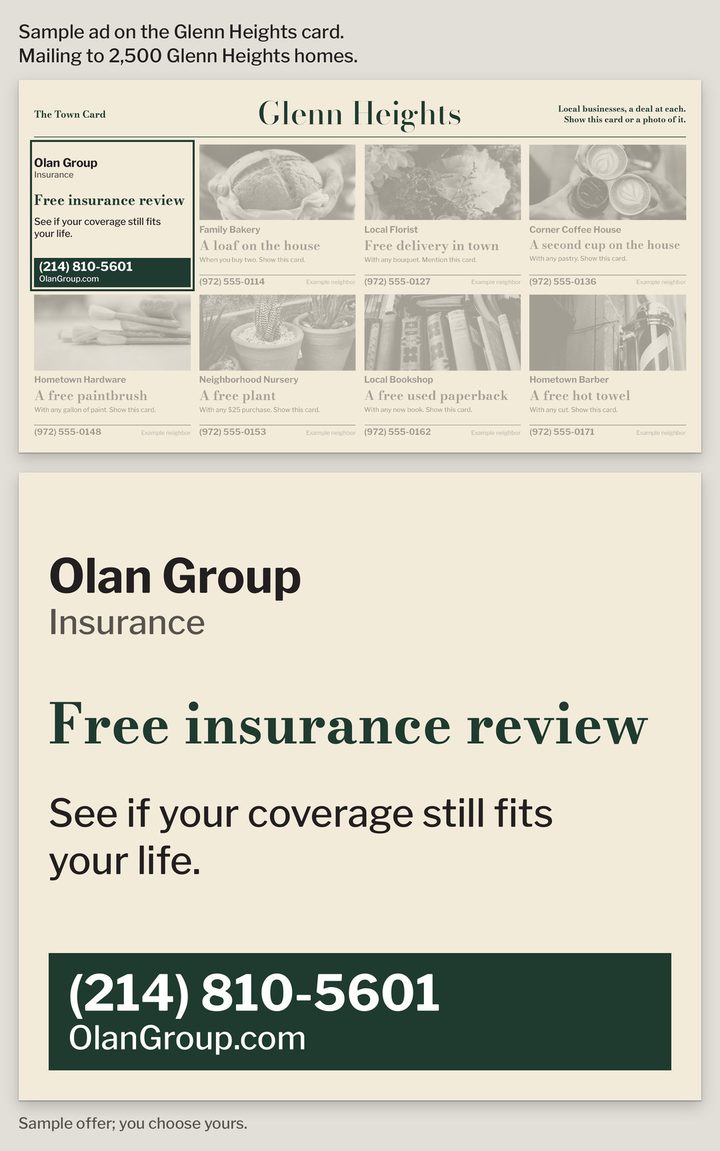 Sample ad on the Glenn Heights card.
Mailing to 2,500 Glenn Heights homes.
The Town Card
Glenn Heights
Local businesses, a deal at each.
Show this card or a photo of it.
Olan Group
Insurance
Free insurance review
See if your coverage still fits
your life.
(214) 810-5601
OlanGroup.com
Family Bakery
A loaf on the house
When you buy two. Show this card.
(972) 555-0114
Example neighbor
Local Florist
Free delivery in town
With any bouquet. Mention this card.
(972) 555-0127
Example neighbor
Corner Coffee House
A second cup on the house
With any pastry. Show this card.
(972) 555-0136
Example neighbor
Hometown Hardware
A free paintbrush
With any gallon of paint. Show this card.
(972) 555-0148
Example neighbor
Neighborhood Nursery
A free plant
With any $25 purchase. Show this card.
(972) 555-0153
Example neighbor
Local Bookshop
A free used paperback
With any new book. Show this card.
(972) 555-0162
Example neighbor
Hometown Barber
A free hot towel
With any cut. Show this card.
(972) 555-0171
Example neighbor
Olan Group
Insurance
Free insurance review
See if your coverage still fits
your life.
(214) 810-5601
OlanGroup.com
Sample offer; you choose yours.